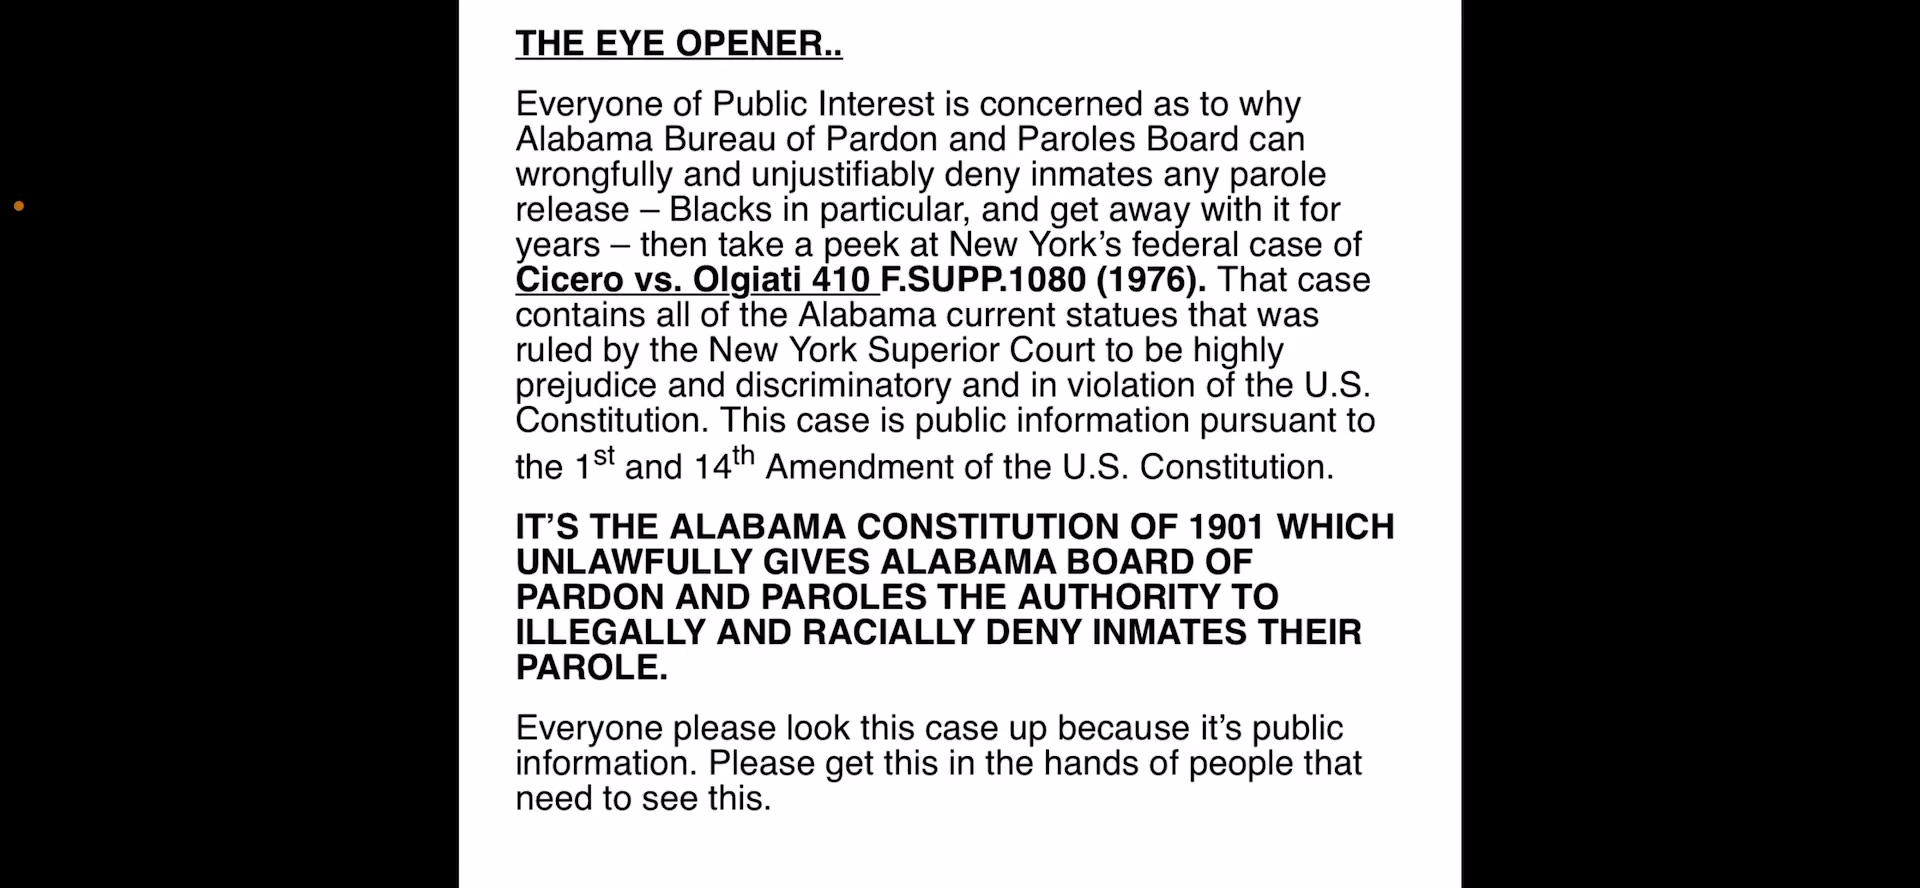 THE EYE OPENER..
Everyone of Public Interest is concerned as to why
Alabama Bureau of Pardon and Paroles Board can
wrongfully and unjustifiably deny inmates any parole
release – Blacks in particular, and get away with it for
years – then take a peek at New York’s federal case of
Cicero vs. Olgiati 410 F.SUPP.1080 (1976). That case
contains all of the Alabama current statues that was
ruled by the New York Superior Court to be highly
prejudice and discriminatory and in violation of the U.S.
Constitution. This case is public information pursuant to
the 1st and 14th Amendment of the U.S. Constitution.
IT’S THE ALABAMA CONSTITUTION OF 1901 WHICH
UNLAWFULLY GIVES ALABAMA BOARD OF
PARDON AND PAROLES THE AUTHORITY TO
ILLEGALLY AND RACIALLY DENY INMATES THEIR
PAROLE.
Everyone please look this case up because it’s public
information. Please get this in the hands of people that
need to see this.